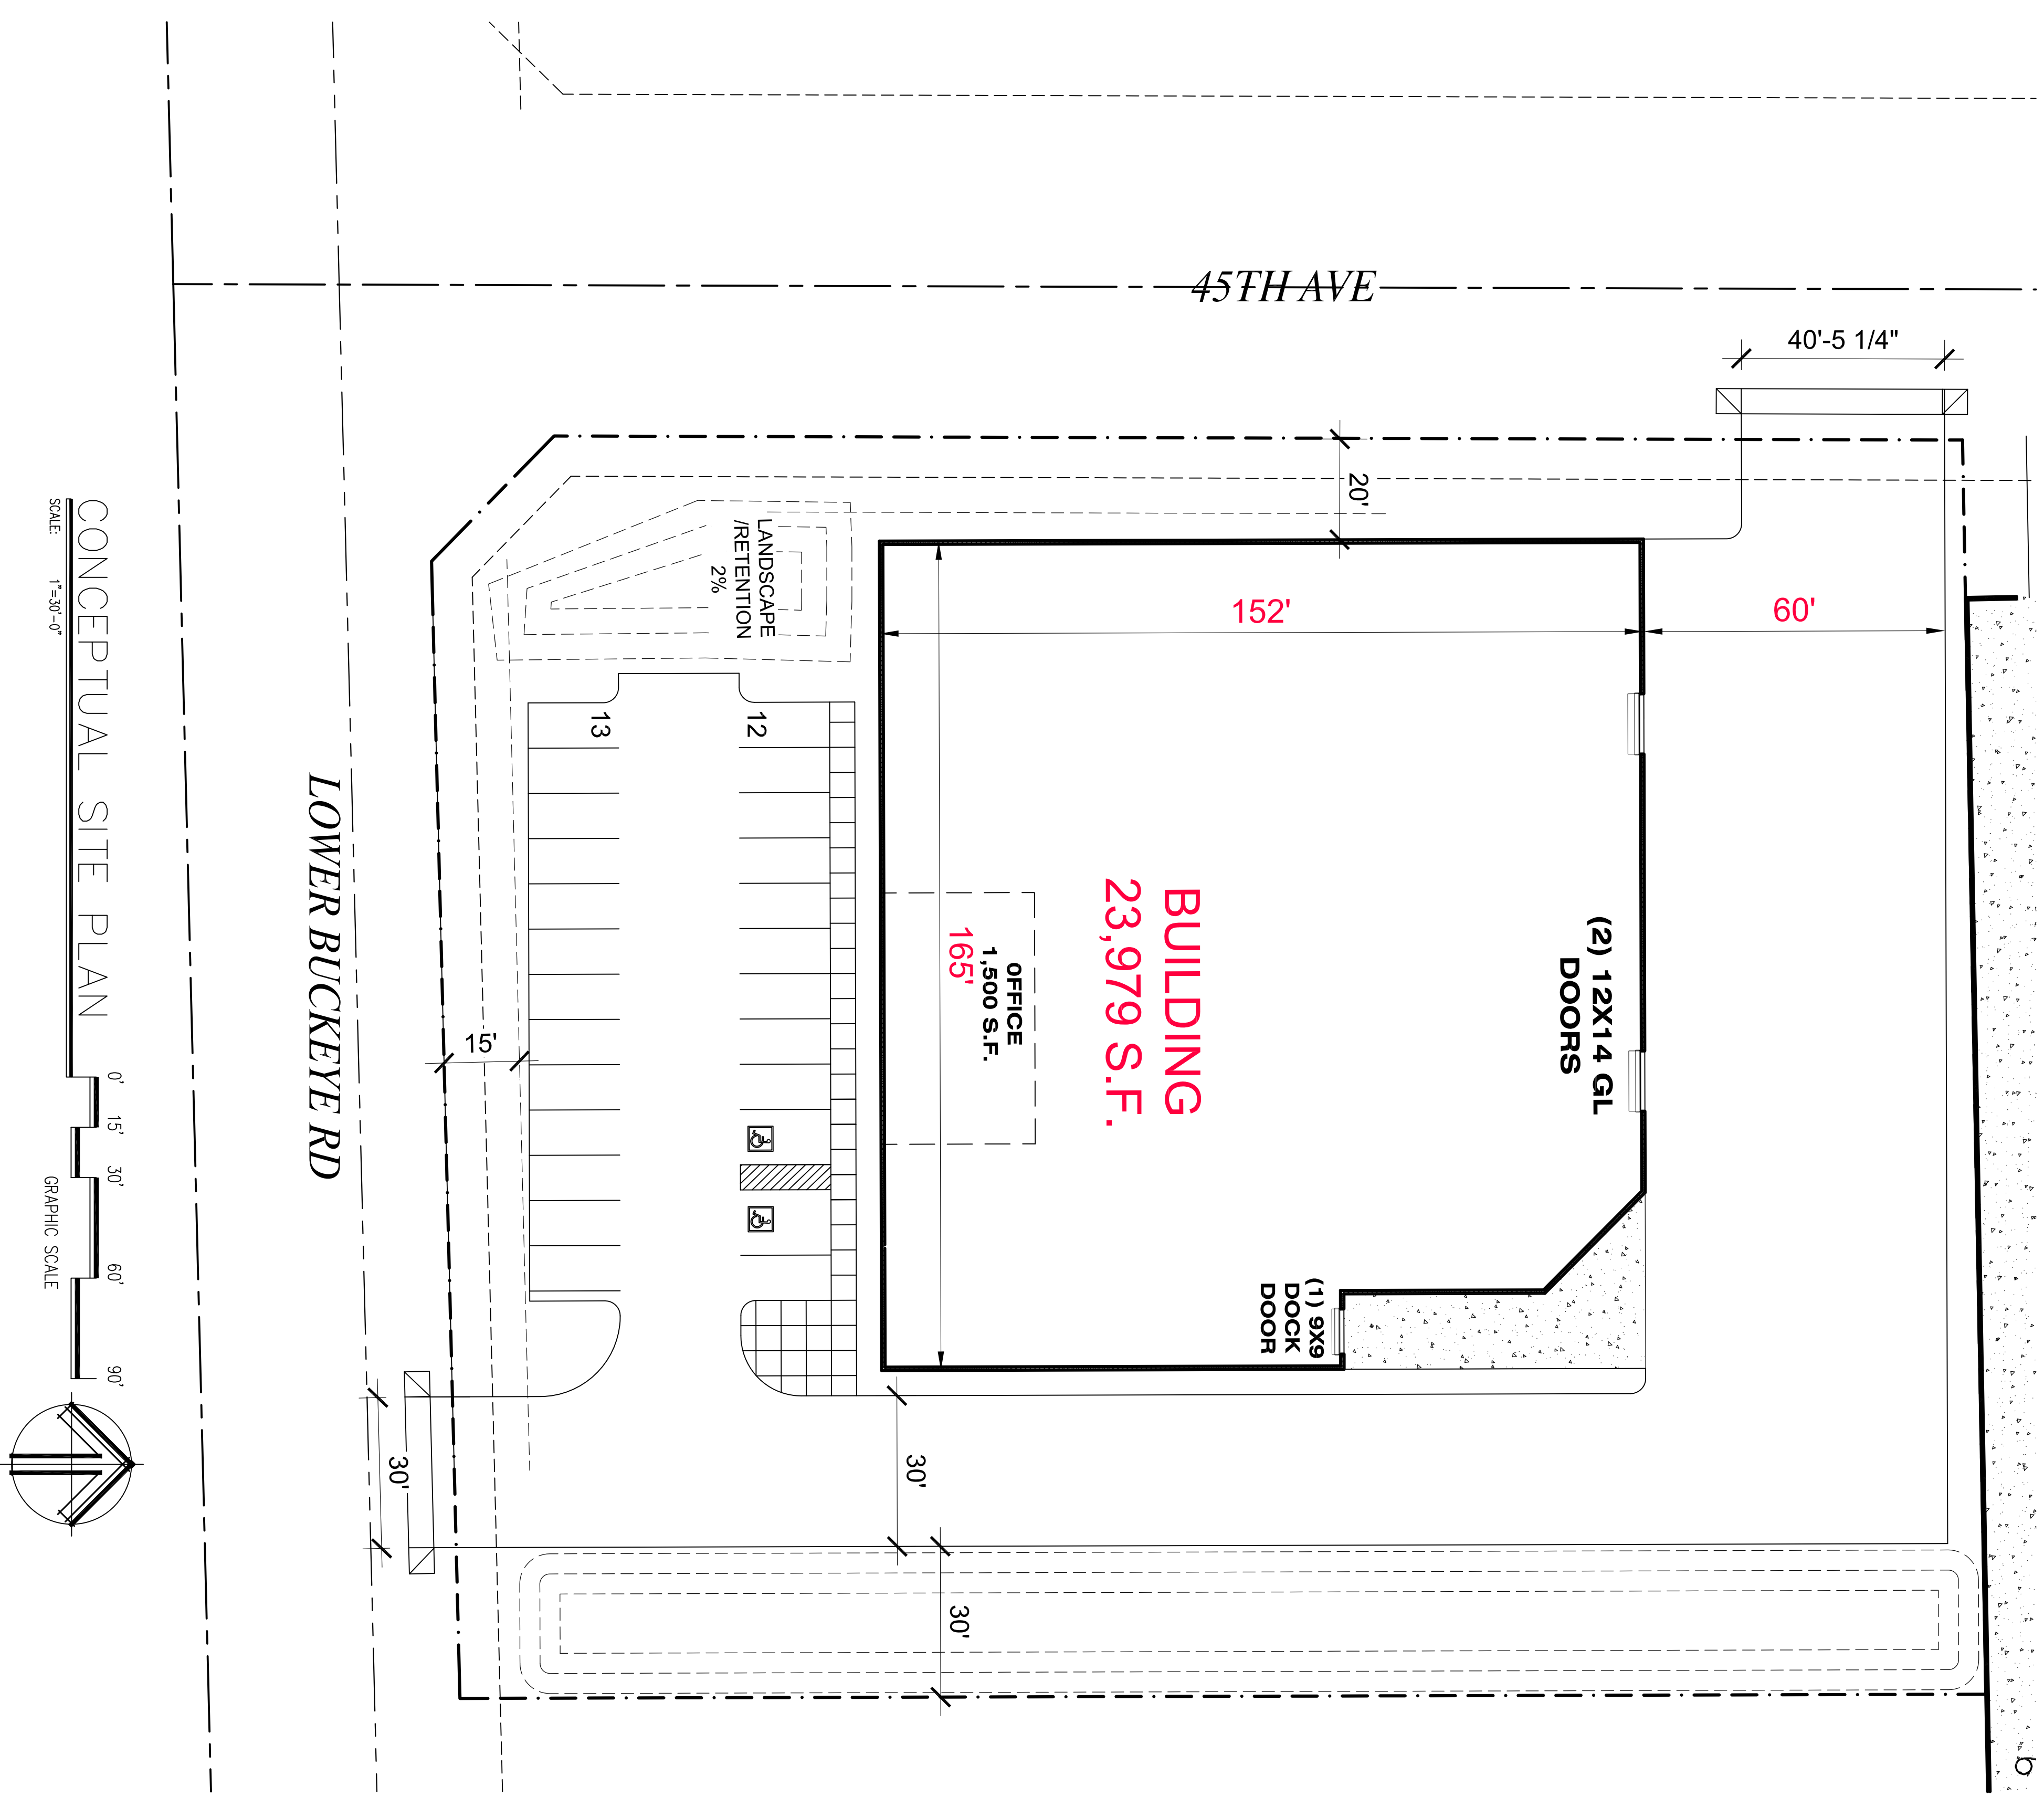 45TH AVE
40'-5 1/4"
20'
152'
60'
LANDSCAPE
/RETENTION
2%
13
12
BUILDING
23,979 S.F.
165'
OFFICE
1,500 S.F.
(2) 12X14 GL
DOORS
(1) 9X9
DOCK
DOOR
15'
30'
30'
30'
LOWER BUCKEYE RD
CONCEPTUAL SITE PLAN
SCALE: 1"=30'-0"
0' 15' 30' 60' 90'
GRAPHIC SCALE